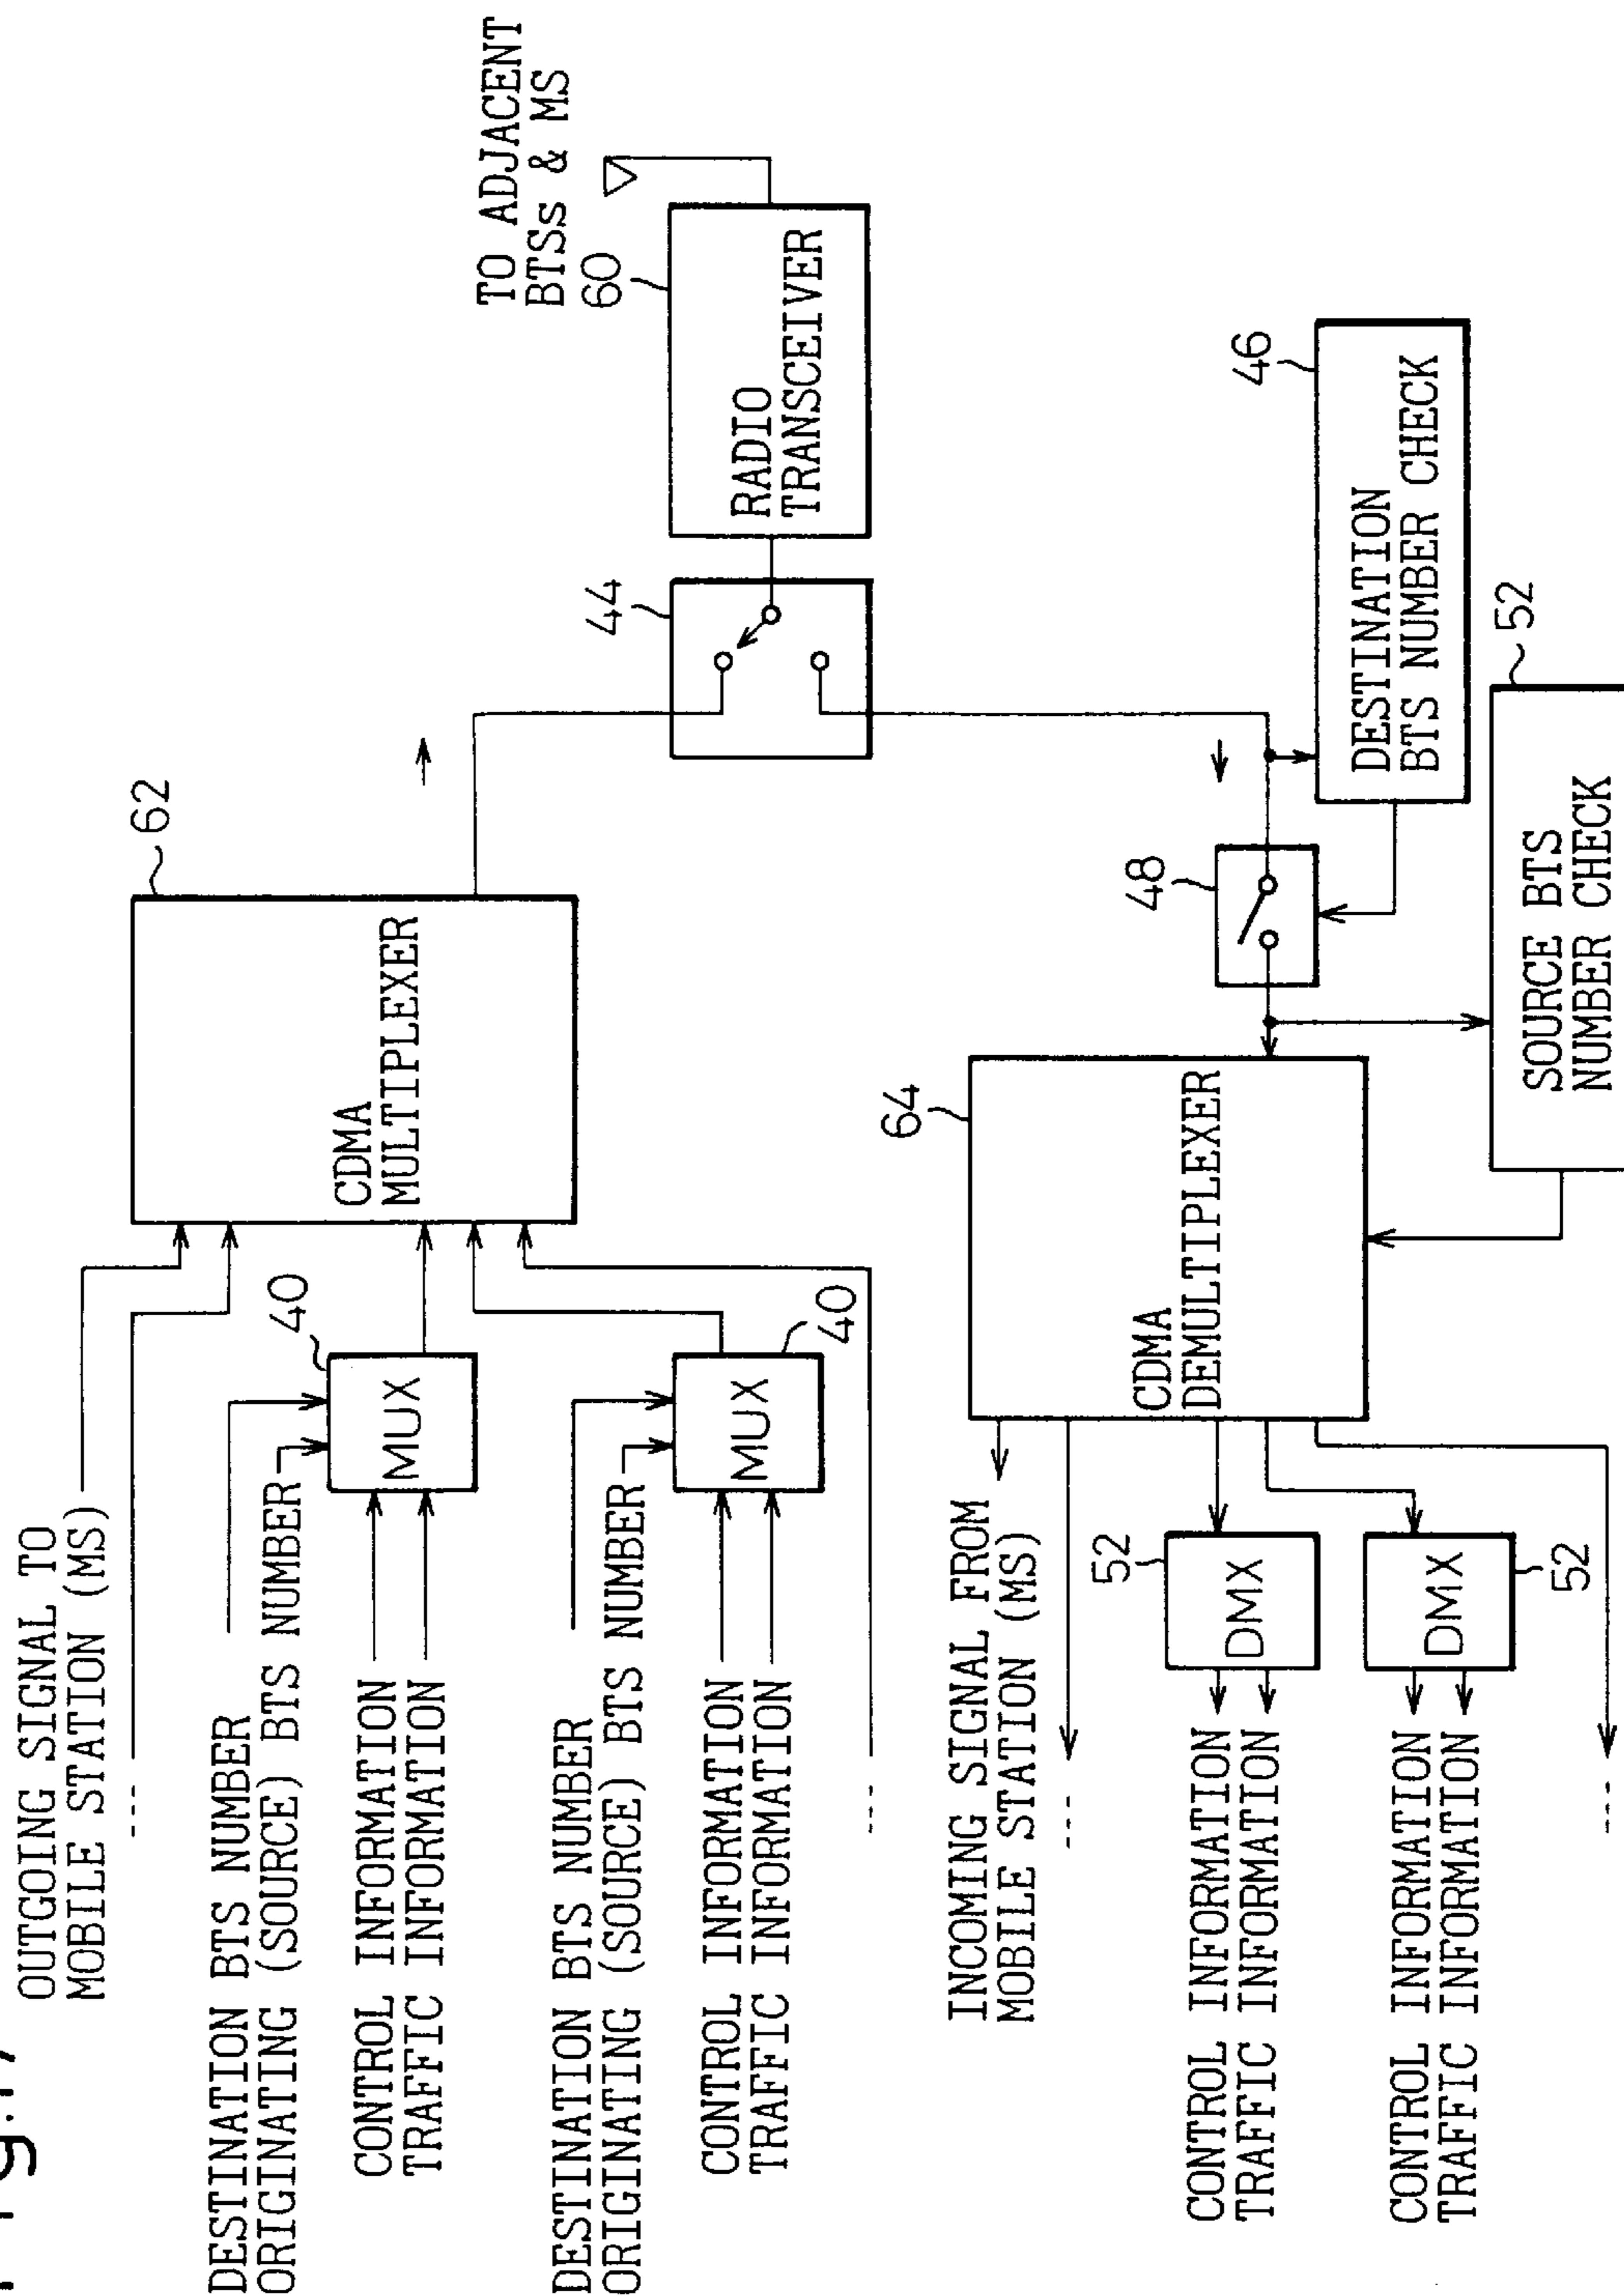 Fig.17
OUTGOING SIGNAL TO
MOBILE STATION (MS)
DESTINATION BTS NUMBER
ORIGINATING (SOURCE) BTS NUMBER
40
MUX
CONTROL INFORMATION
TRAFFIC INFORMATION
DESTINATION BTS NUMBER
ORIGINATING (SOURCE) BTS NUMBER
MUX
40
CONTROL INFORMATION
TRAFFIC INFORMATION
62
CDMA
MULTIPLEXER
44
TO ADJACENT
BTSs & MS
60
RADIO
TRANSCEIVER
INCOMING SIGNAL FROM
MOBILE STATION (MS)
64
CDMA
DEMULTIPLEXER
48
46
DESTINATION
BTS NUMBER CHECK
52
SOURCE BTS
NUMBER CHECK
52
DMX
CONTROL INFORMATION
TRAFFIC INFORMATION
DMX
52
CONTROL INFORMATION
TRAFFIC INFORMATION